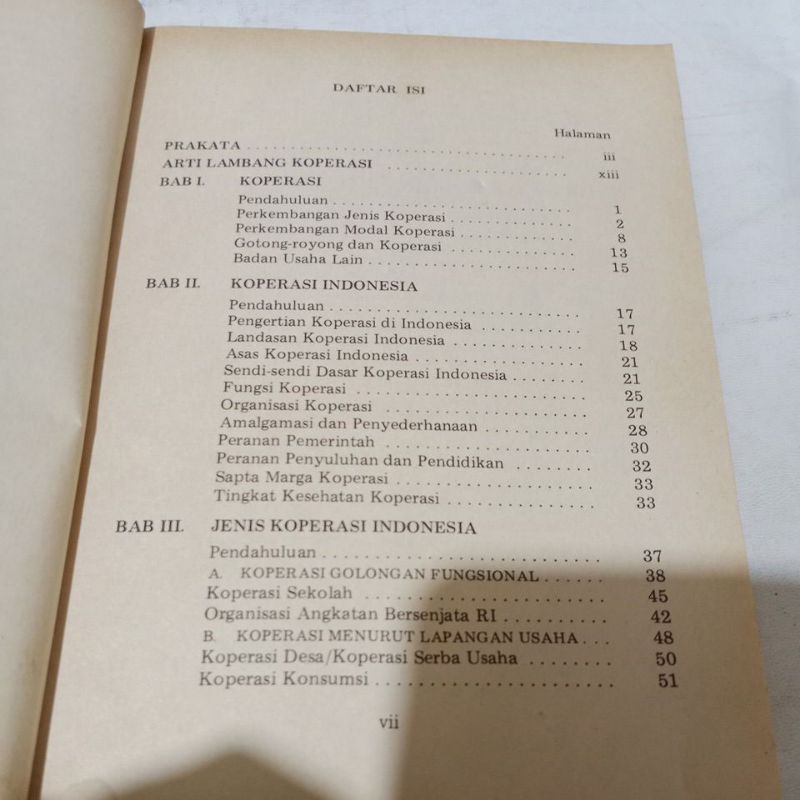 DAFTAR ISI
Halaman
PRAKATA . . . . . . . . . . . . . . . . . . . . . . . . . . . . . . . . . . iii
ARTI LAMBANG KOPERASI . . . . . . . . . . . . . . . . . . . . xiii
BAB I. KOPERASI
Pendahuluan . . . . . . . . . . . . . . . . . . . . . . . . . . 1
Perkembangan Jenis Koperasi . . . . . . . . . . . . . 2
Perkembangan Modal Koperasi . . . . . . . . . . . . 8
Gotong-royong dan Koperasi . . . . . . . . . . . . . 13
Badan Usaha Lain . . . . . . . . . . . . . . . . . . . . . . 15
BAB II. KOPERASI INDONESIA
Pendahuluan . . . . . . . . . . . . . . . . . . . . . . . . . . 17
Pengertian Koperasi di Indonesia . . . . . . . . . . 17
Landasan Koperasi Indonesia . . . . . . . . . . . . . 18
Asas Koperasi Indonesia . . . . . . . . . . . . . . . . . 21
Sendi-sendi Dasar Koperasi Indonesia . . . . . . . . 21
Fungsi Koperasi . . . . . . . . . . . . . . . . . . . . . . . 25
Organisasi Koperasi . . . . . . . . . . . . . . . . . . . . 27
Amalgamasi dan Penyederhanaan . . . . . . . . . . . 28
Peranan Pemerintah . . . . . . . . . . . . . . . . . . . . 30
Peranan Penyuluhan dan Pendidikan . . . . . . . . 32
Sapta Marga Koperasi . . . . . . . . . . . . . . . . . . . 33
Tingkat Kesehatan Koperasi . . . . . . . . . . . . . . . 33
BAB III. JENIS KOPERASI INDONESIA
Pendahuluan . . . . . . . . . . . . . . . . . . . . . . . . . . 37
A. KOPERASI GOLONGAN FUNGSIONAL . . . . . . 38
Koperasi Sekolah . . . . . . . . . . . . . . . . . . . . . . 45
Organisasi Angkatan Bersenjata RI . . . . . . . . . . 42
B. KOPERASI MENURUT LAPANGAN USAHA . . . 48
Koperasi Desa/Koperasi Serba Usaha . . . . . . . . 50
Koperasi Konsumsi . . . . . . . . . . . . . . . . . . . . . 51
vii